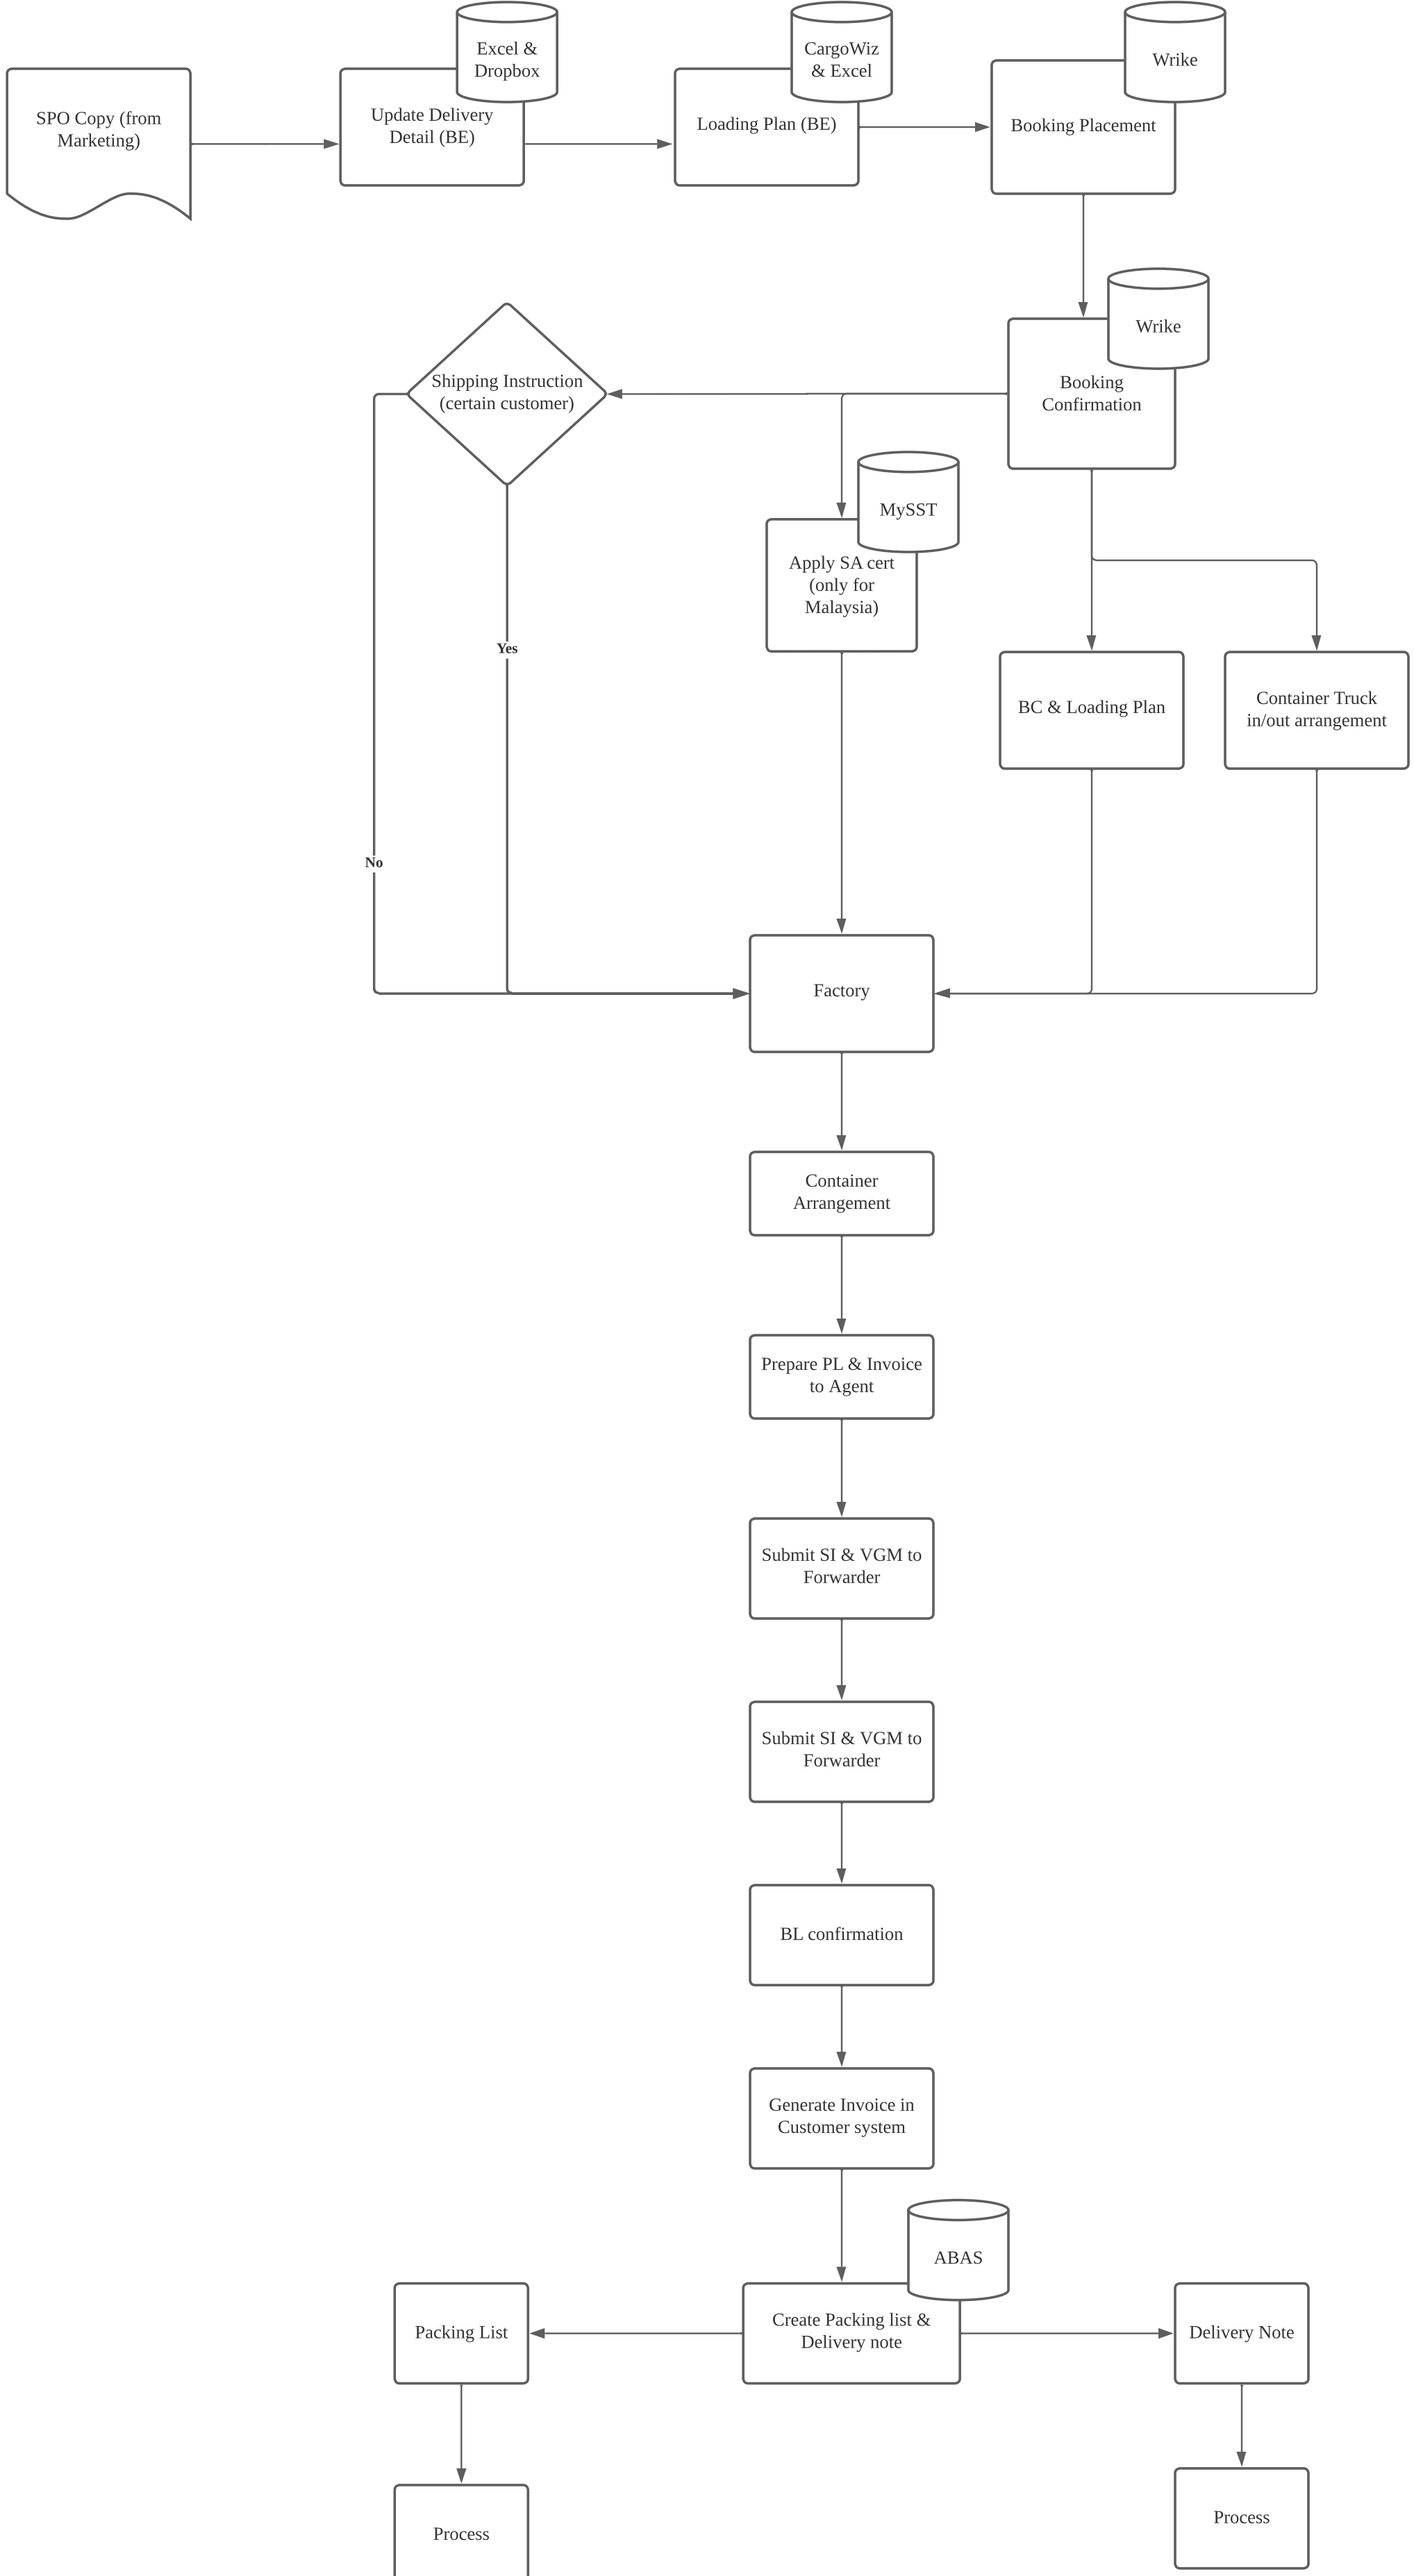 Excel &
Dropbox
CargoWiz
& Excel
Wrike
SPO Copy (from
Marketing)
Update Delivery
Detail (BE)
Loading Plan (BE)
Booking Placement
Wrike
Shipping Instruction
(certain customer)
Booking
Confirmation
MySST
Apply SA cert
(only for
Malaysia)
Yes
BC & Loading Plan
Container Truck
in/out arrangement
No
Factory
Container
Arrangement
Prepare PL & Invoice
to Agent
Submit SI & VGM to
Forwarder
Submit SI & VGM to
Forwarder
BL confirmation
Generate Invoice in
Customer system
ABAS
Packing List
Create Packing list &
Delivery note
Delivery Note
Process
Process